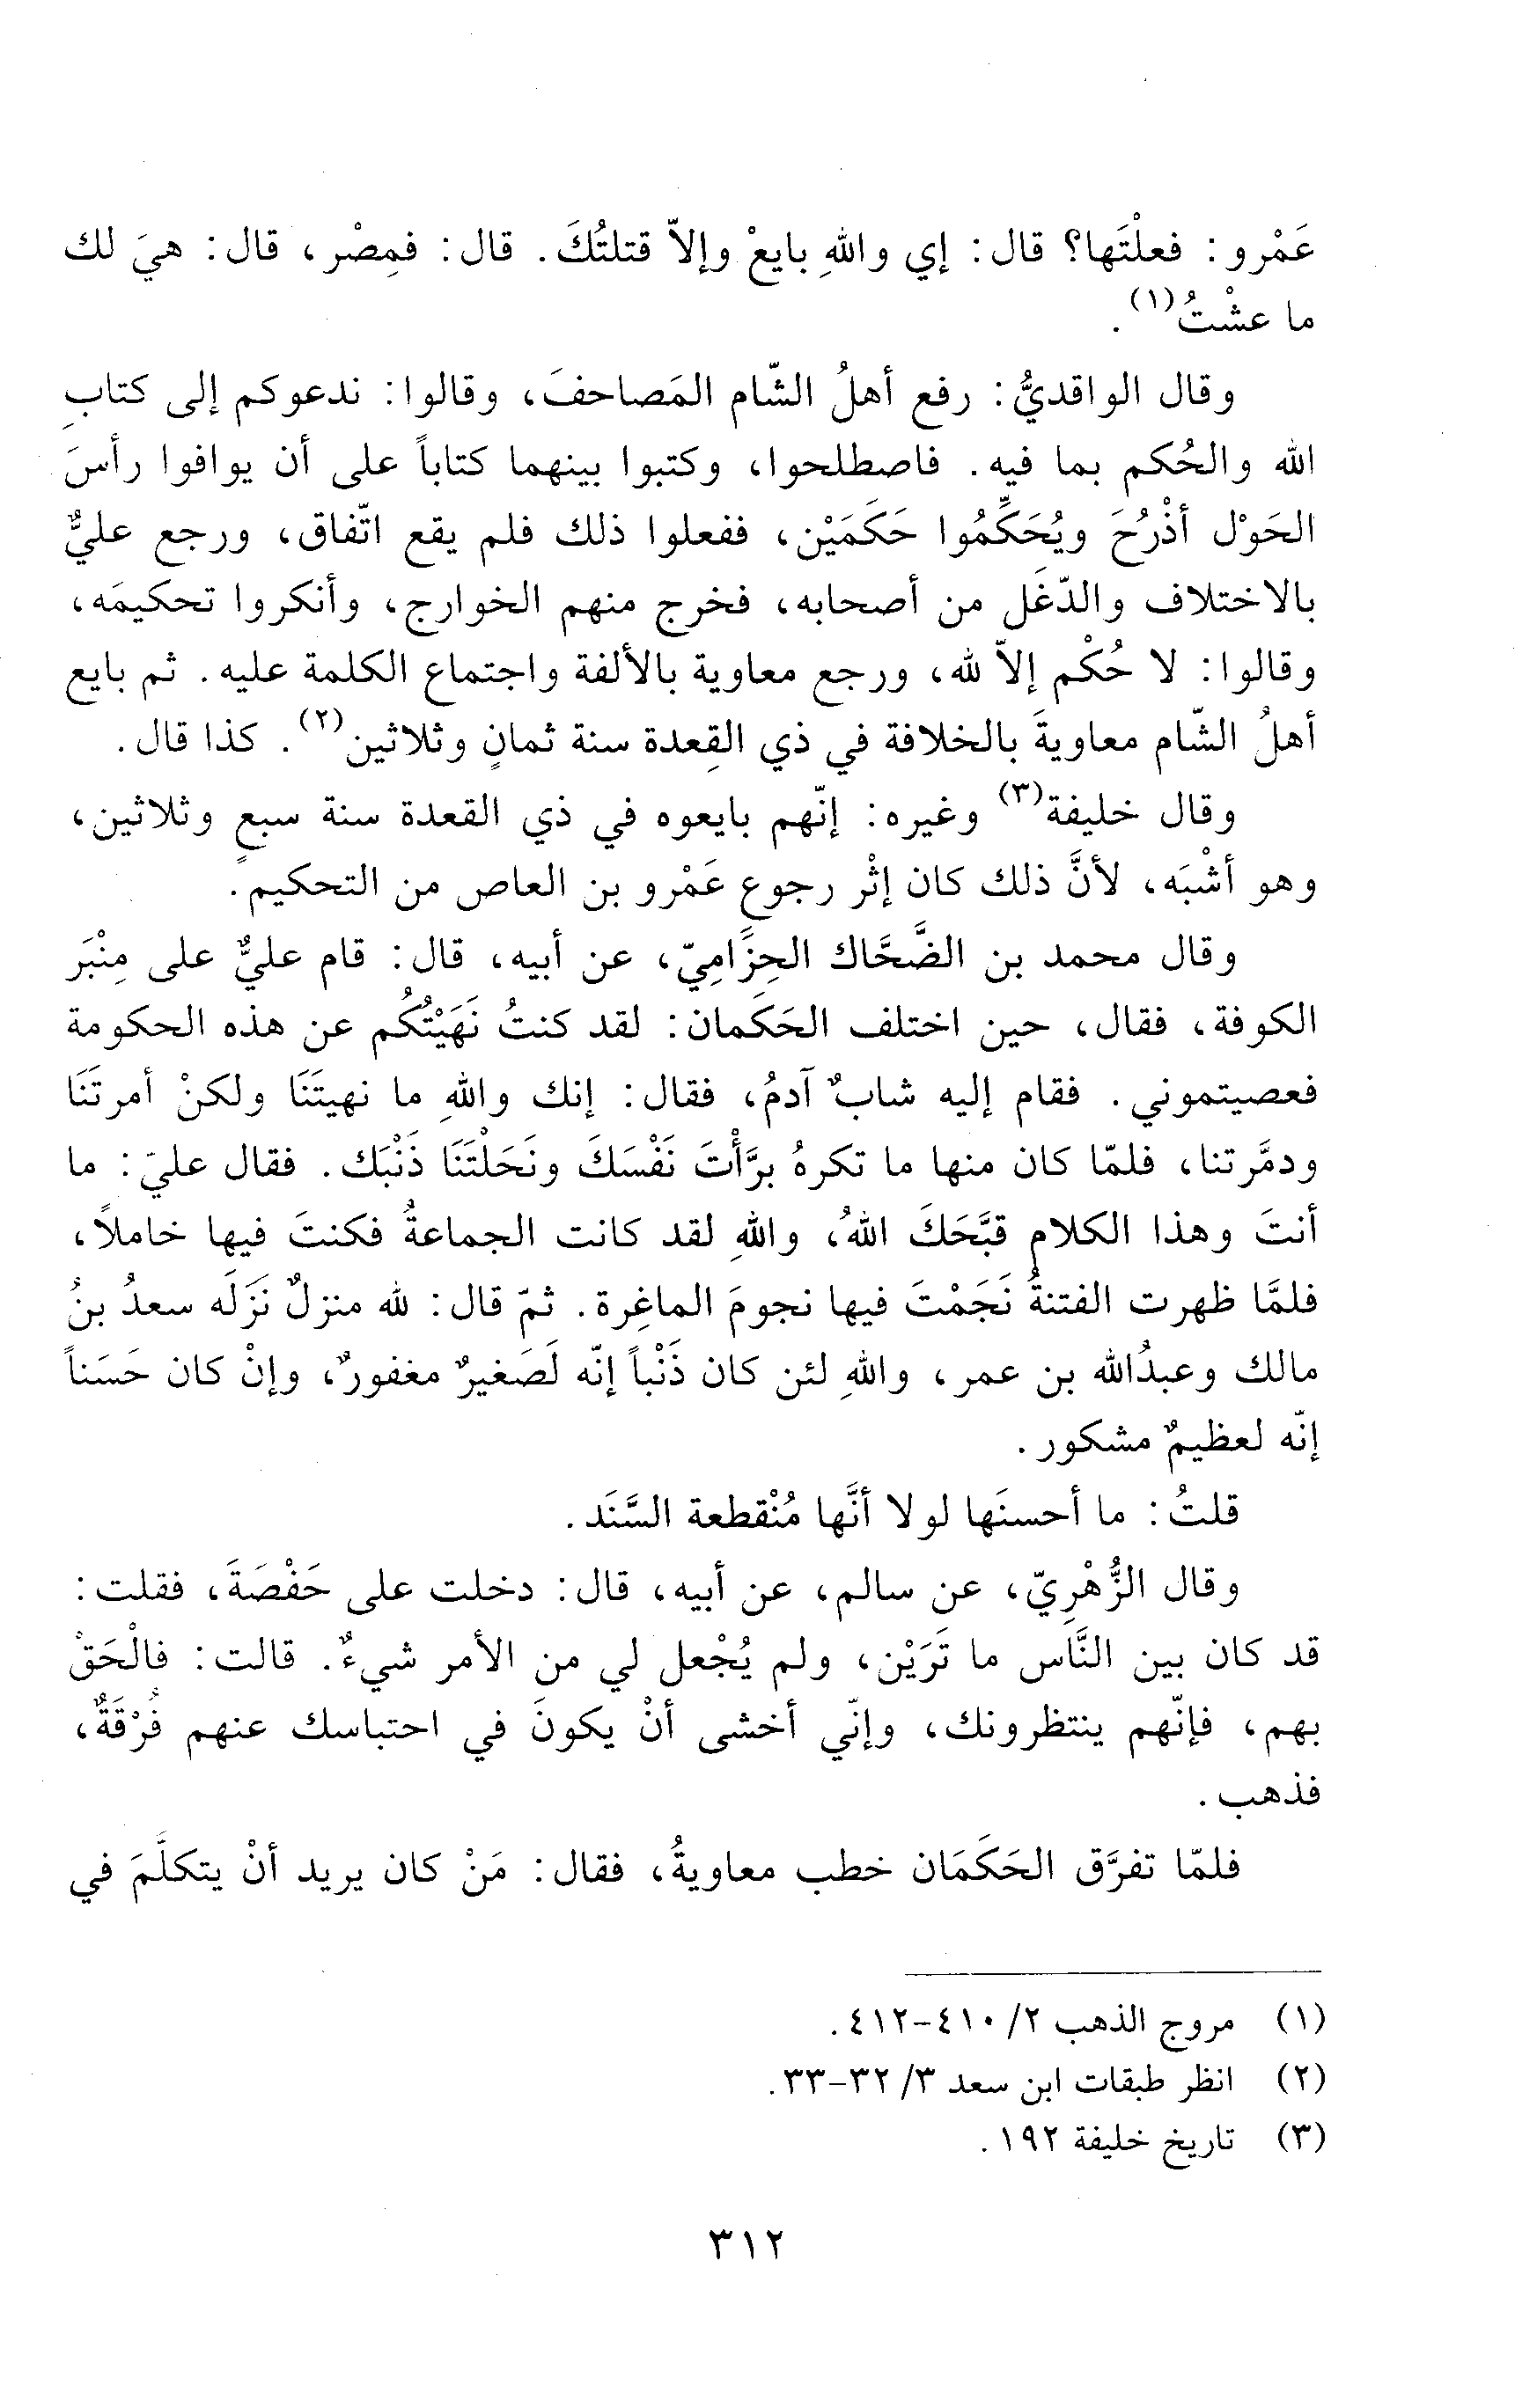 عَمْرو: فعلْتَها؟ قال: إي واللهِ بايعْ وإلاّ قتلتُكَ. قال: فمِصْر، قال: هيَ لك
ما عشْتُ(١).
وقال الواقديُّ: رفع أهلُ الشّام المَصاحفَ، وقالوا: ندعوكم إلى كتابِ
الله والحُكم بما فيه. فاصطلحوا، وكتبوا بينهما كتاباً على أن يوافوا رأسَ
الحَوْل أذْرُحَ ويُحَكِّمُوا حَكَمَيْن، ففعلوا ذلك فلم يقع اتّفاق، ورجع عليٌّ
بالاختلاف والدّغَل من أصحابه، فخرج منهم الخوارج، وأنكروا تحكيمَه،
وقالوا: لا حُكْم إلاّ لله، ورجع معاوية بالألفة واجتماع الكلمة عليه. ثم بايع
أهلُ الشّام معاويةَ بالخلافة في ذي القِعدة سنة ثمانٍ وثلاثين(٢). كذا قال.
وقال خليفة(٣) وغيره: إنّهم بايعوه في ذي القعدة سنة سبعٍ وثلاثين،
وهو أشْبَه، لأنَّ ذلك كان إثْر رجوعِ عَمْرو بن العاص من التحكيم.
وقال محمد بن الضَّحَّاك الحِزَامِيّ، عن أبيه، قال: قام عليٌّ على مِنْبَر
الكوفة، فقال، حين اختلف الحَكَمان: لقد كنتُ نَهَيْتُكُم عن هذه الحكومة
فعصيتموني. فقام إليه شابٌ آدمُ، فقال: إنك واللهِ ما نهيتَنَا ولكنْ أمرتَنَا
ودمَّرتنا، فلمّا كان منها ما تكرهُ برَّأْتَ نَفْسَكَ ونَحَلْتَنَا ذَنْبَك. فقال عليّ: ما
أنتَ وهذا الكلام قبَّحَكَ اللهُ، واللهِ لقد كانت الجماعةُ فكنتَ فيها خاملاً،
فلمَّا ظهرت الفتنةُ نَجَمْتَ فيها نجومَ الماغِرة. ثمّ قال: لله منزلٌ نَزَلَه سعدُ بنُ
مالك وعبدُالله بن عمر، واللهِ لئن كان ذَنْباً إنّه لَصَغيرٌ مغفورٌ، وإنْ كان حَسَناً
إنّه لعظيمٌ مشكور.
قلتُ: ما أحسنَها لولا أنَّها مُنْقطعة السَّنَد.
وقال الزُّهْرِيّ، عن سالم، عن أبيه، قال: دخلت على حَفْصَةَ، فقلت:
قد كان بين النَّاس ما تَرَيْن، ولم يُجْعل لي من الأمر شيءٌ. قالت: فالْحَقْ
بهم، فإنّهم ينتظرونك، وإنّي أخشى أنْ يكونَ في احتباسك عنهم فُرْقَةٌ،
فذهب.
فلمّا تفرَّق الحَكَمَان خطب معاويةُ، فقال: مَنْ كان يريد أنْ يتكلَّمَ في
(١) مروج الذهب ٢/ ٤١٠-٤١٢.
(٢) انظر طبقات ابن سعد ٣/ ٣٢-٣٣.
(٣) تاريخ خليفة ١٩٢.
٣١٢